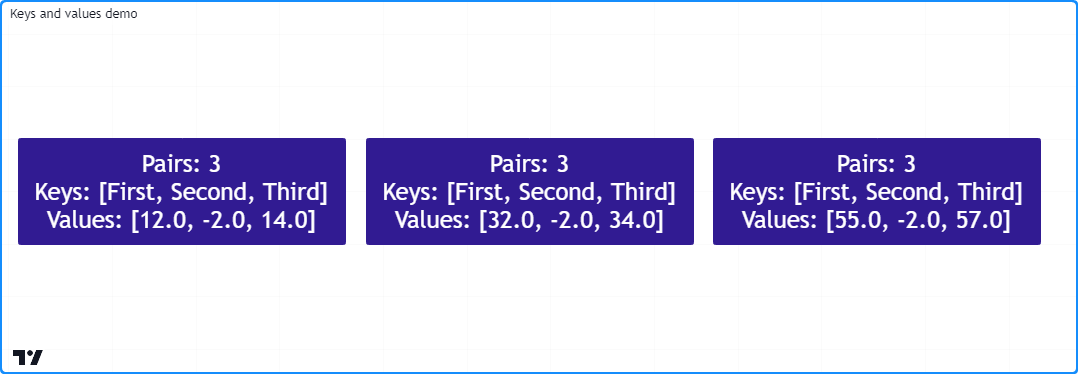 Keys and values demo
Pairs: 3
Keys: [First, Second, Third]
Values: [12.0, -2.0, 14.0]
Pairs: 3
Keys: [First, Second, Third]
Values: [32.0, -2.0, 34.0]
Pairs: 3
Keys: [First, Second, Third]
Values: [55.0, -2.0, 57.0]